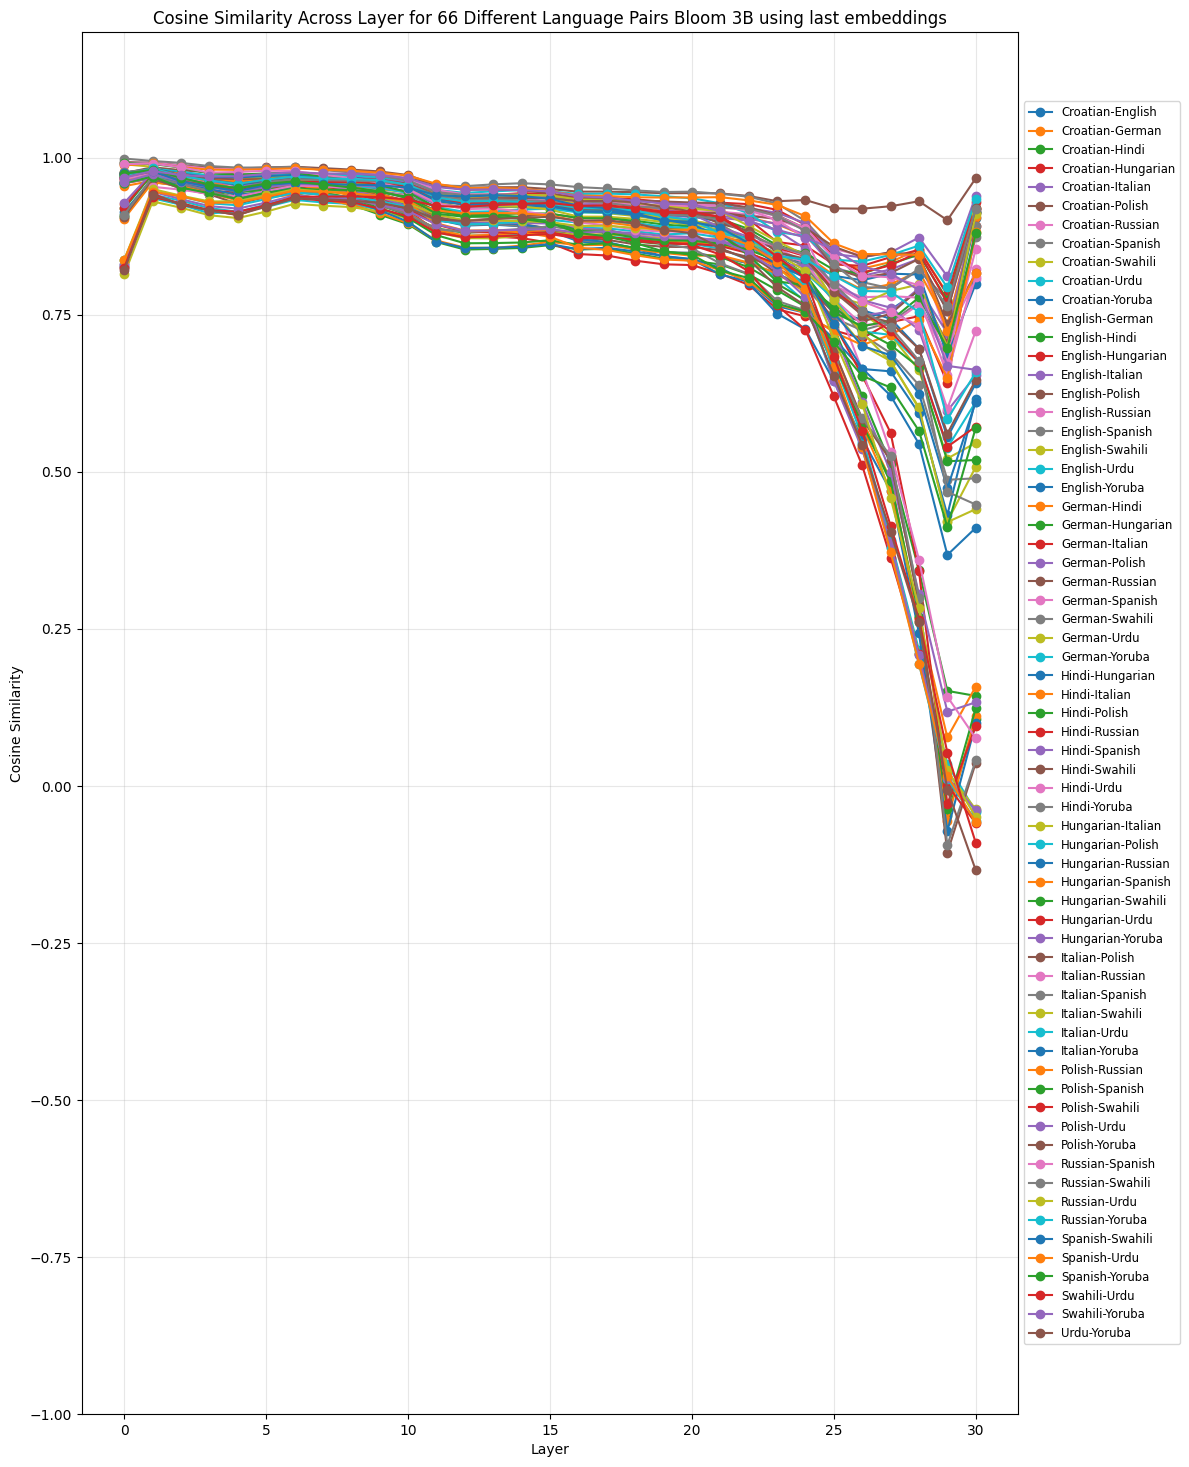 Cosine Similarity Across Layer for 66 Different Language Pairs Bloom 3B using last embeddings
1.00
0.75
0.50
0.25
0.00
−0.25
−0.50
−0.75
−1.00
Cosine Similarity
0 5 10 15 20 25 30
Layer
Croatian-English
Croatian-German
Croatian-Hindi
Croatian-Hungarian
Croatian-Italian
Croatian-Polish
Croatian-Russian
Croatian-Spanish
Croatian-Swahili
Croatian-Urdu
Croatian-Yoruba
English-German
English-Hindi
English-Hungarian
English-Italian
English-Polish
English-Russian
English-Spanish
English-Swahili
English-Urdu
English-Yoruba
German-Hindi
German-Hungarian
German-Italian
German-Polish
German-Russian
German-Spanish
German-Swahili
German-Urdu
German-Yoruba
Hindi-Hungarian
Hindi-Italian
Hindi-Polish
Hindi-Russian
Hindi-Spanish
Hindi-Swahili
Hindi-Urdu
Hindi-Yoruba
Hungarian-Italian
Hungarian-Polish
Hungarian-Russian
Hungarian-Spanish
Hungarian-Swahili
Hungarian-Urdu
Hungarian-Yoruba
Italian-Polish
Italian-Russian
Italian-Spanish
Italian-Swahili
Italian-Urdu
Italian-Yoruba
Polish-Russian
Polish-Spanish
Polish-Swahili
Polish-Urdu
Polish-Yoruba
Russian-Spanish
Russian-Swahili
Russian-Urdu
Russian-Yoruba
Spanish-Swahili
Spanish-Urdu
Spanish-Yoruba
Swahili-Urdu
Swahili-Yoruba
Urdu-Yoruba